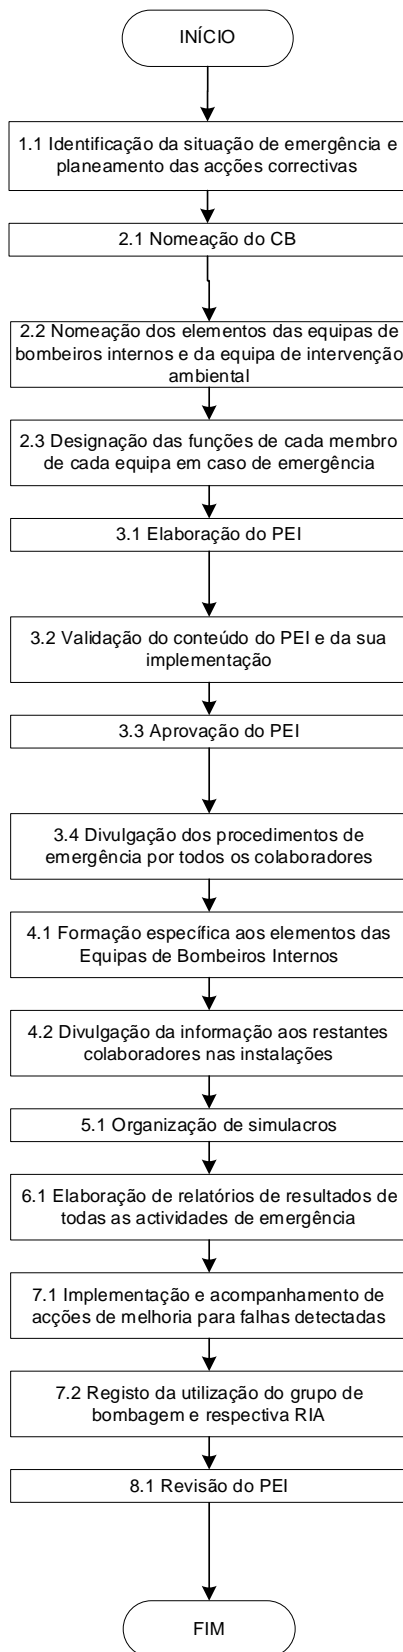 INÍCIO
1.1 Identificação da situação de emergência e
planeamento das acções correctivas
2.1 Nomeação do CB
2.2 Nomeação dos elementos das equipas de
bombeiros internos e da equipa de intervenção
ambiental
2.3 Designação das funções de cada membro
de cada equipa em caso de emergência
3.1 Elaboração do PEI
3.2 Validação do conteúdo do PEI e da sua
implementação
3.3 Aprovação do PEI
3.4 Divulgação dos procedimentos de
emergência por todos os colaboradores
4.1 Formação específica aos elementos das
Equipas de Bombeiros Internos
4.2 Divulgação da informação aos restantes
colaboradores nas instalações
5.1 Organização de simulacros
6.1 Elaboração de relatórios de resultados de
todas as actividades de emergência
7.1 Implementação e acompanhamento de
acções de melhoria para falhas detectadas
7.2 Registo da utilização do grupo de
bombagem e respectiva RIA
8.1 Revisão do PEI
FIM